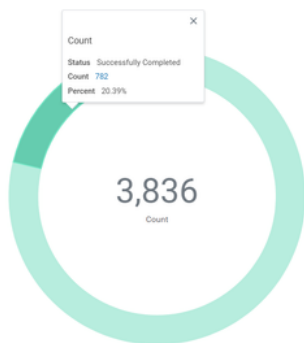 ×
Count
Status Successfully Completed
Count 782
Percent 20.39%
3,836
Count